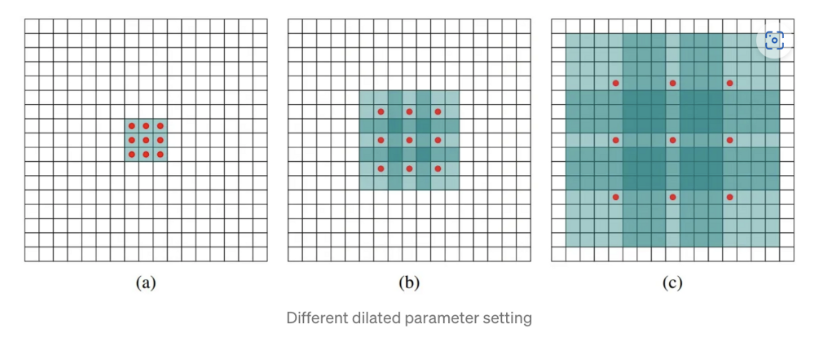 (a)
(b)
(c)
Different dilated parameter setting